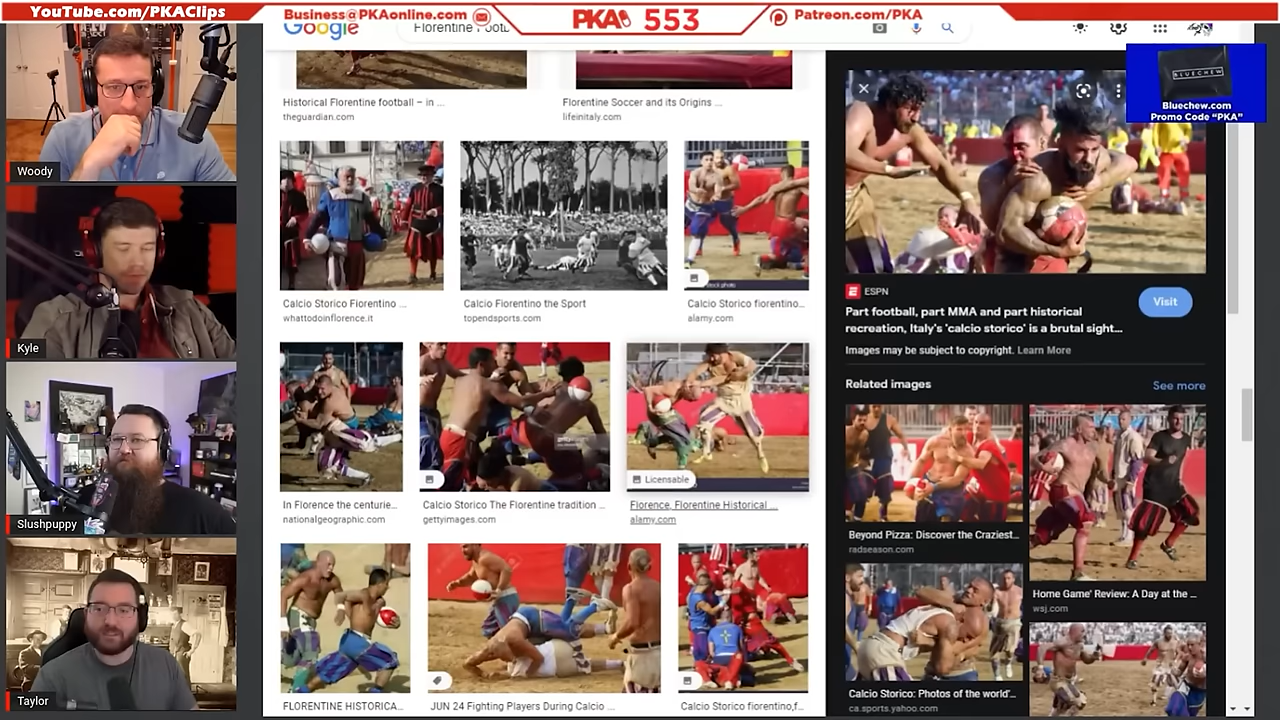 YouTube.com/PKAClips
Business@PKAonline.com
PKA 553
Patreon.com/PKA
Google
Florentine Footb
BLUECHEW
Bluechew.com
Promo Code “PKA”
Woody
Kyle
Slushpuppy
Taylor
Historical Florentine football – in ...
theguardian.com
Florentine Soccer and its Origins ...
lifeinitaly.com
Calcio Storico Fiorentino ...
whattodoinflorence.it
Calcio Fiorentino the Sport
topendsports.com
stock photo
Calcio Storico fiorentino...
alamy.com
In Florence the centurie...
nationalgeographic.com
gettyimages
Calcio Storico The Florentine tradition ...
gettyimages.com
Licensable
Florence, Florentine Historical ...
alamy.com
FLORENTINE HISTORICA...
JUN 24 Fighting Players During Calcio ...
Calcio Storico fiorentino,f...
E ESPN
Visit
Part football, part MMA and part historical
recreation, Italy's 'calcio storico' is a brutal sight...
Images may be subject to copyright. Learn More
Related images
See more
Beyond Pizza: Discover the Craziest...
radseason.com
Home Game' Review: A Day at the ...
wsj.com
Calcio Storico: Photos of the world'...
ca.sports.yahoo.com